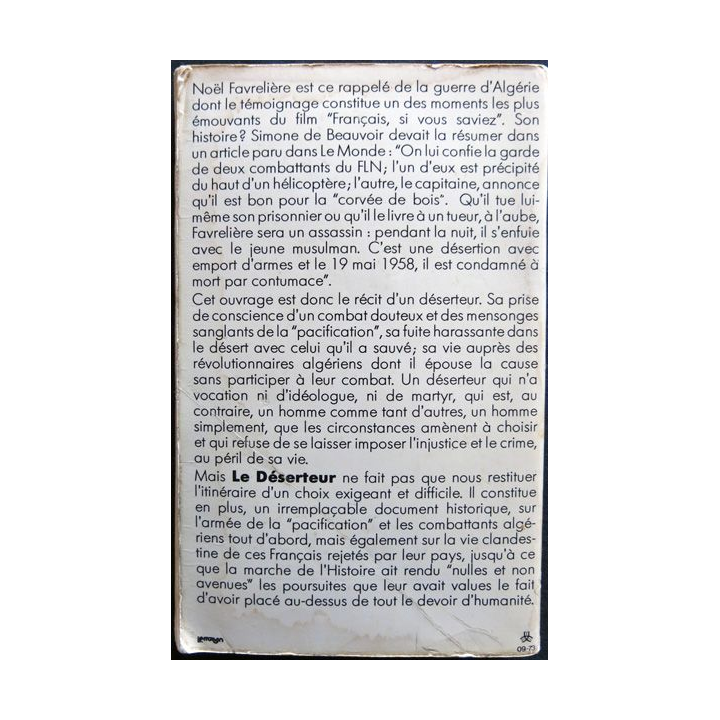 Noël Favrelière est ce rappelé de la guerre d'Algérie
dont le témoignage constitue un des moments les plus
émouvants du film "Français, si vous saviez". Son
histoire ? Simone de Beauvoir devait la résumer dans
un article paru dans Le Monde : "On lui confie la garde
de deux combattants du FLN; l'un d'eux est précipité
du haut d'un hélicoptère; l'autre, le capitaine, annonce
qu'il est bon pour la "corvée de bois". Qu'il tue lui-
même son prisonnier ou qu'il le livre à un tueur, à l'aube,
Favrelière sera un assassin : pendant la nuit, il s'enfuie
avec le jeune musulman. C'est une désertion avec
emport d'armes et le 19 mai 1958, il est condamné à
mort par contumace".
Cet ouvrage est donc le récit d'un déserteur. Sa prise
de conscience d'un combat douteux et des mensonges
sanglants de la "pacification", sa fuite harassante dans
le désert avec celui qu'il a sauvé; sa vie auprès des
révolutionnaires algériens dont il épouse la cause
sans participer à leur combat. Un déserteur qui n'a
vocation ni d'idéologue, ni de martyr, qui est, au
contraire, un homme comme tant d'autres, un homme
simplement, que les circonstances amènent à choisir
et qui refuse de se laisser imposer l'injustice et le crime,
au péril de sa vie.
Mais Le Déserteur ne fait pas que nous restituer
l'itinéraire d'un choix exigeant et difficile. Il constitue
en plus, un irremplaçable document historique, sur
l'armée de la "pacification" et les combattants algé-
riens tout d'abord, mais également sur la vie clandes-
tine de ces Français rejetés par leur pays, jusqu'à ce
que la marche de l'Histoire ait rendu "nulles et non
avenues" les poursuites que leur avait values le fait
d'avoir placé au-dessus de tout le devoir d'humanité.
09-73